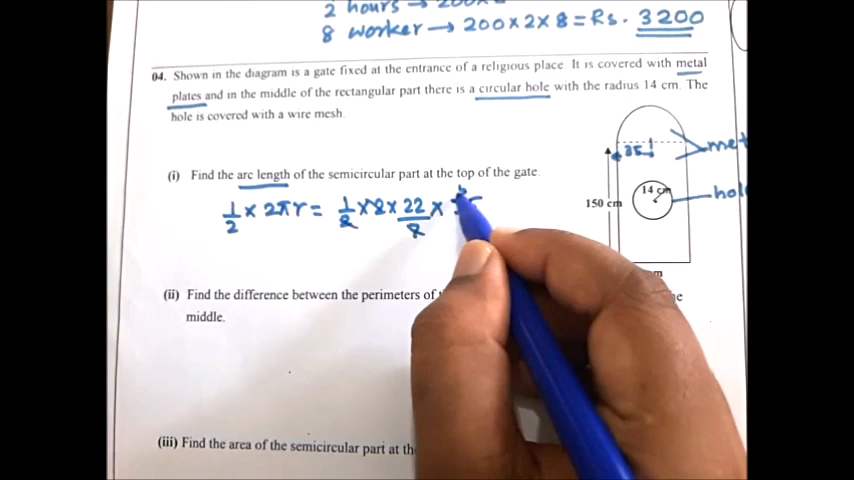 2 hours → 200×
8 worker → 200×2×8=Rs. 3200
04. Shown in the diagram is a gate fixed at the entrance of a religious place. It is covered with metal
plates and in the middle of the rectangular part there is a circular hole with the radius 14 cm. The
hole is covered with a wire mesh.
35
met
(i) Find the arc length of the semicircular part at the top of the gate.
14 cm
hole
150 cm
1/2 × 2πr = 1/2 × 2 × 22/7 ×
cm
(ii) Find the difference between the perimeters of
middle.
(iii) Find the area of the semicircular part at the